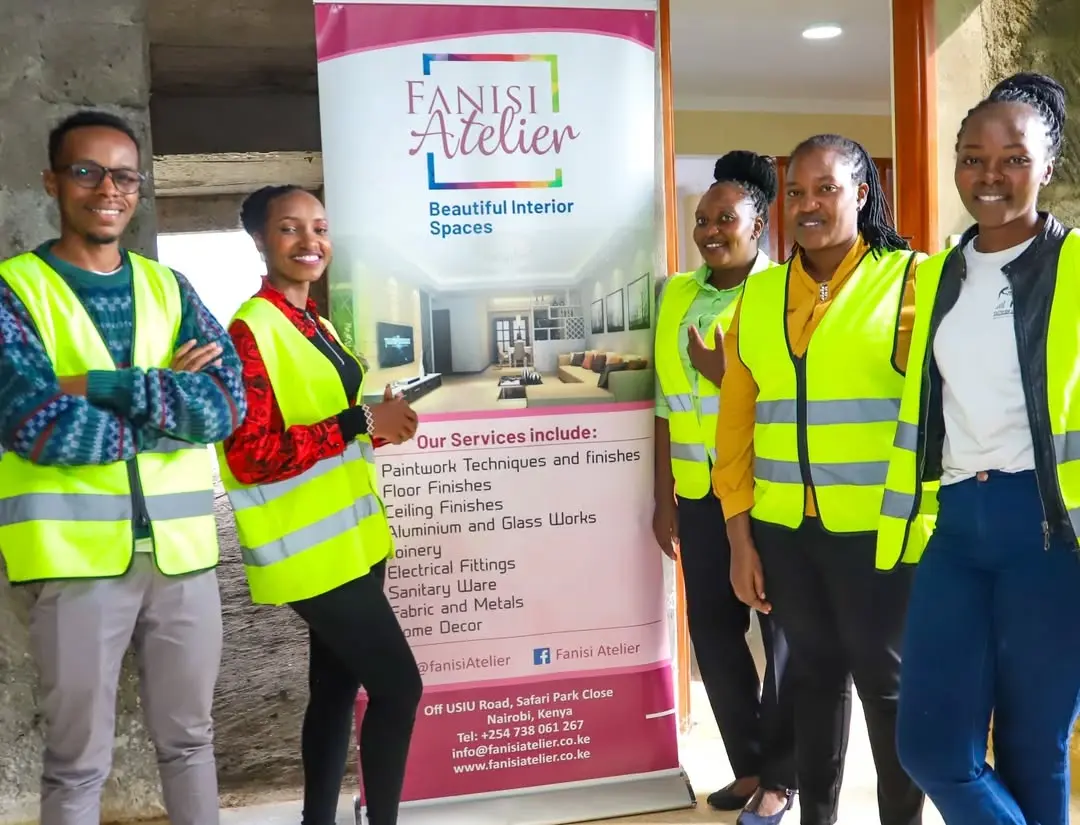 FANISI
Atelier
Beautiful Interior
Spaces
Our Services include:
Paintwork Techniques and finishes
Floor Finishes
Ceiling Finishes
Aluminium and Glass Works
oinery
Electrical Fittings
Sanitary Ware
Fabric and Metals
ome Decor
@fanisiAtelier
Fanisi Atelier
Off USIU Road, Safari Park Close
Nairobi, Kenya
Tel: +254 738 061 267
info@fanisiatelier.co.ke
www.fanisiatelier.co.ke